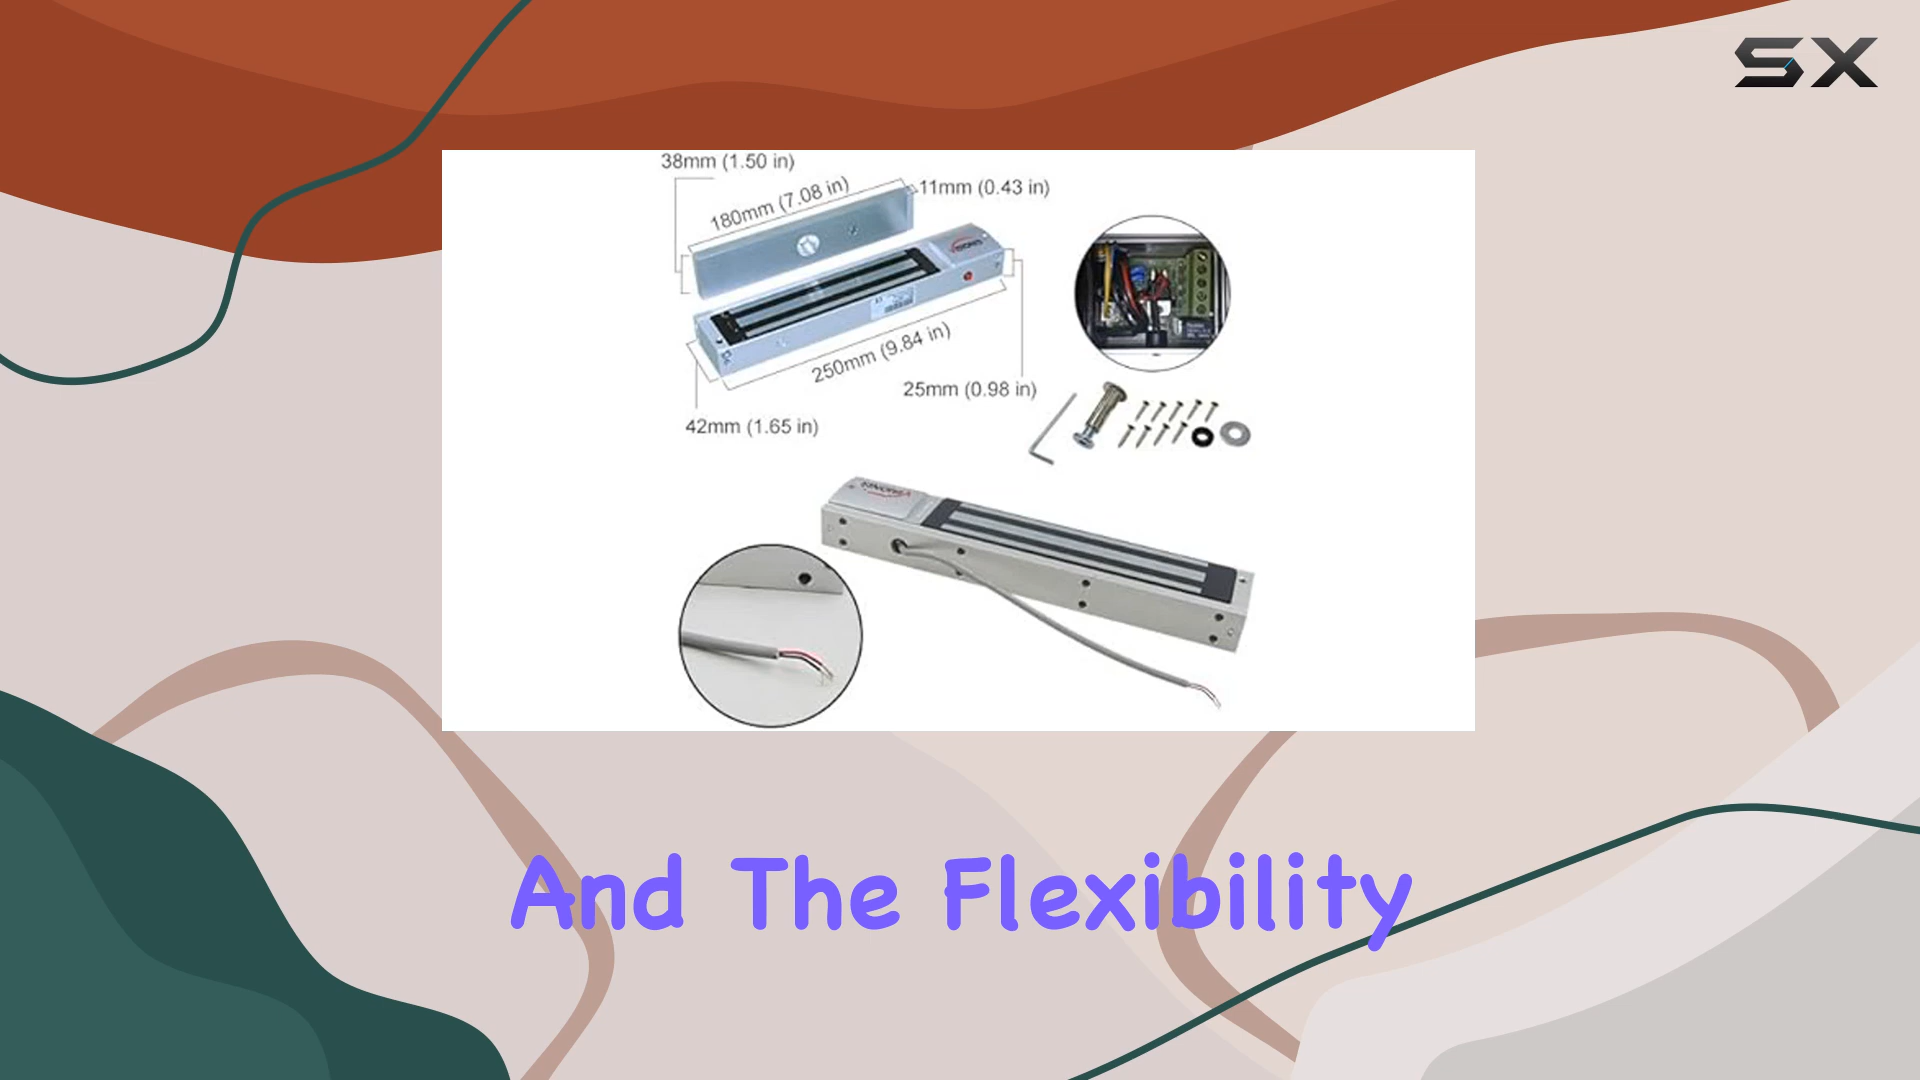 SX
38mm (1.50 in)
180mm (7.08 in)
11mm (0.43 in)
250mm (9.84 in)
25mm (0.98 in)
42mm (1.65 in)
And The Flexibility